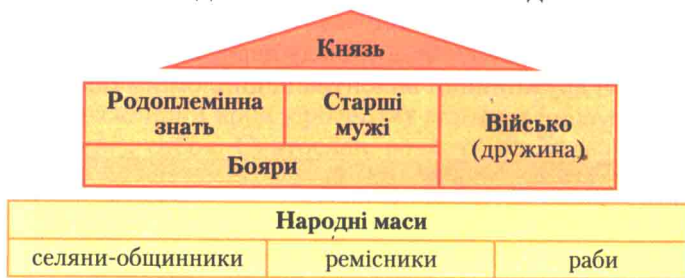 Князь
Родоплемінна
знать
Старші
мужі
Військо
(дружина)
Бояри
Народні маси
селяни-общинники
ремісники
раби